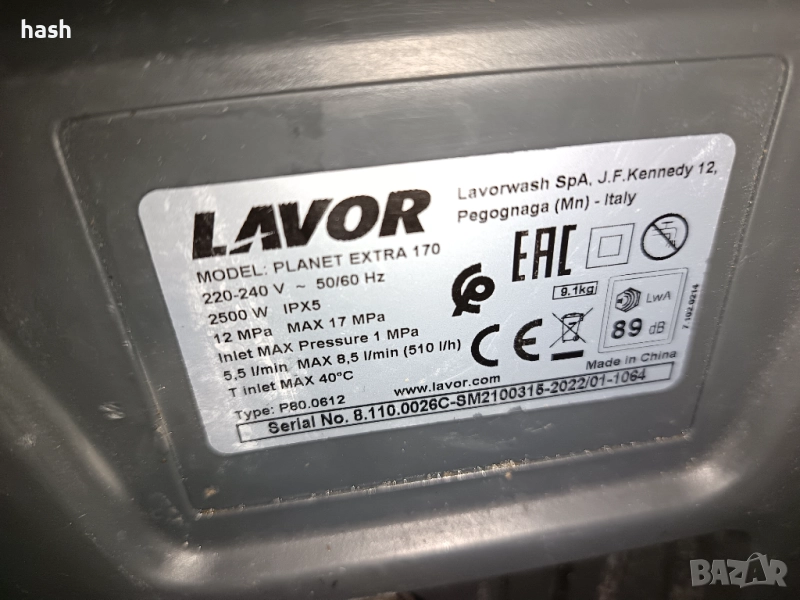 hash
LAVOR
Lavorwash SpA, J.F.Kennedy 12,
Pegognaga (Mn) - Italy
MODEL: PLANET EXTRA 170
220-240 V ~ 50/60 Hz
2500 W IPX5
12 MPa MAX 17 MPa
Inlet MAX Pressure 1 MPa
5,5 l/min MAX 8,5 l/min (510 l/h)
T inlet MAX 40°C
Type: P80.0612
www.lavor.com
EAC
9.1kg
LwA
89 dB
CE
7.102.0214
Made in China
Serial No. 8.110.0026C-SM2100315-2022/01-1064
BAZAR